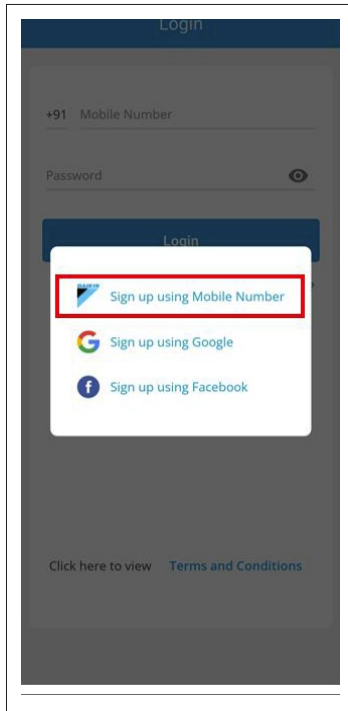 Login
+91 Mobile Number
Password
Login
Sign up using Mobile Number
Sign up using Google
Sign up using Facebook
Click here to view Terms and Conditions